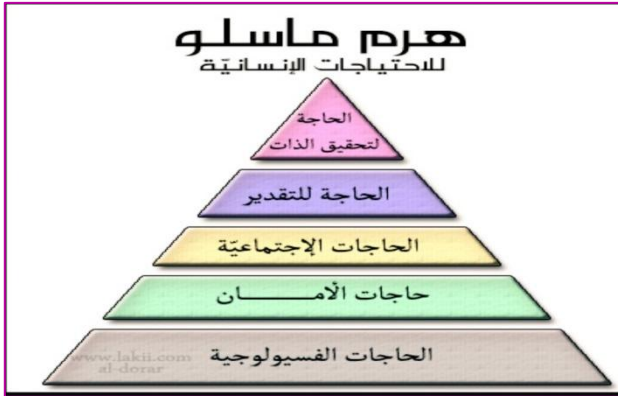 هرم ماسلو
للاحتياجات الإنسانيّة
الحاجة
لتحقيق الذات
الحاجة للتقدير
الحاجات الإجتماعيّة
حاجات الأمــــــان
الحاجات الفسيولوجية
www.lakii.com
al-dorar